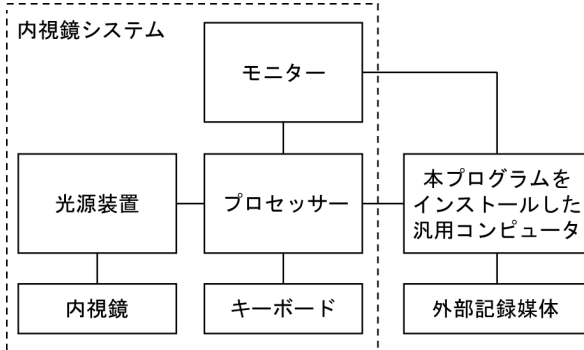 内視鏡システム
モニター
光源装置
プロセッサー
本プログラムを
インストールした
汎用コンピュータ
内視鏡
キーボード
外部記録媒体